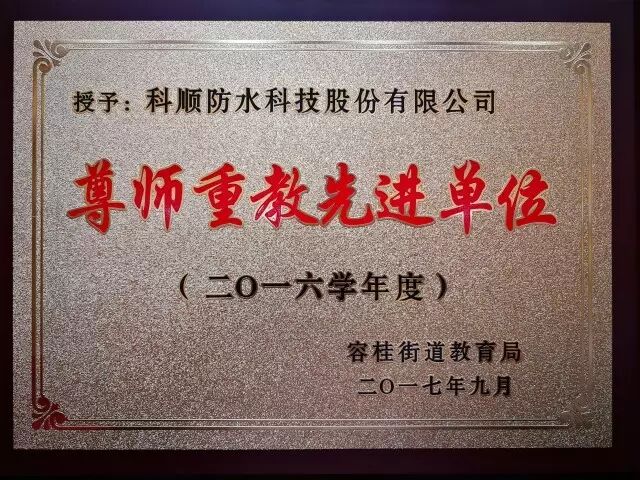 授予：科顺防水科技股份有限公司
尊师重教先进单位
（二〇一六学年度）
容桂街道教育局
二〇一七年九月